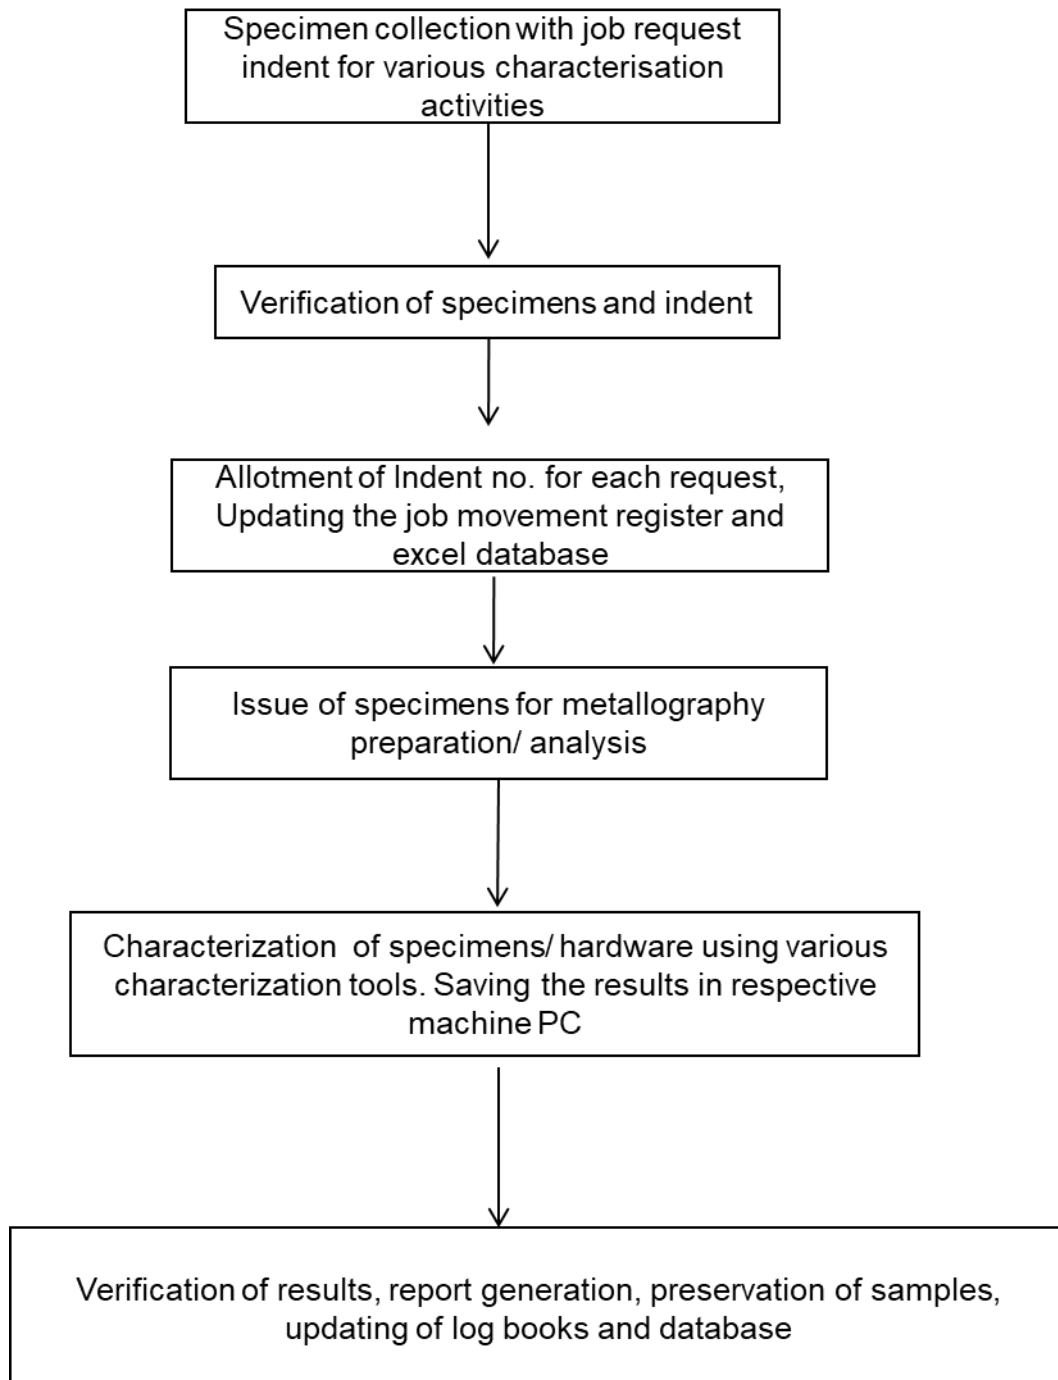 Specimen collection with job request
indent for various characterisation
activities
Verification of specimens and indent
Allotment of Indent no. for each request,
Updating the job movement register and
excel database
Issue of specimens for metallography
preparation/ analysis
Characterization of specimens/ hardware using various
characterization tools. Saving the results in respective
machine PC
Verification of results, report generation, preservation of samples,
updating of log books and database